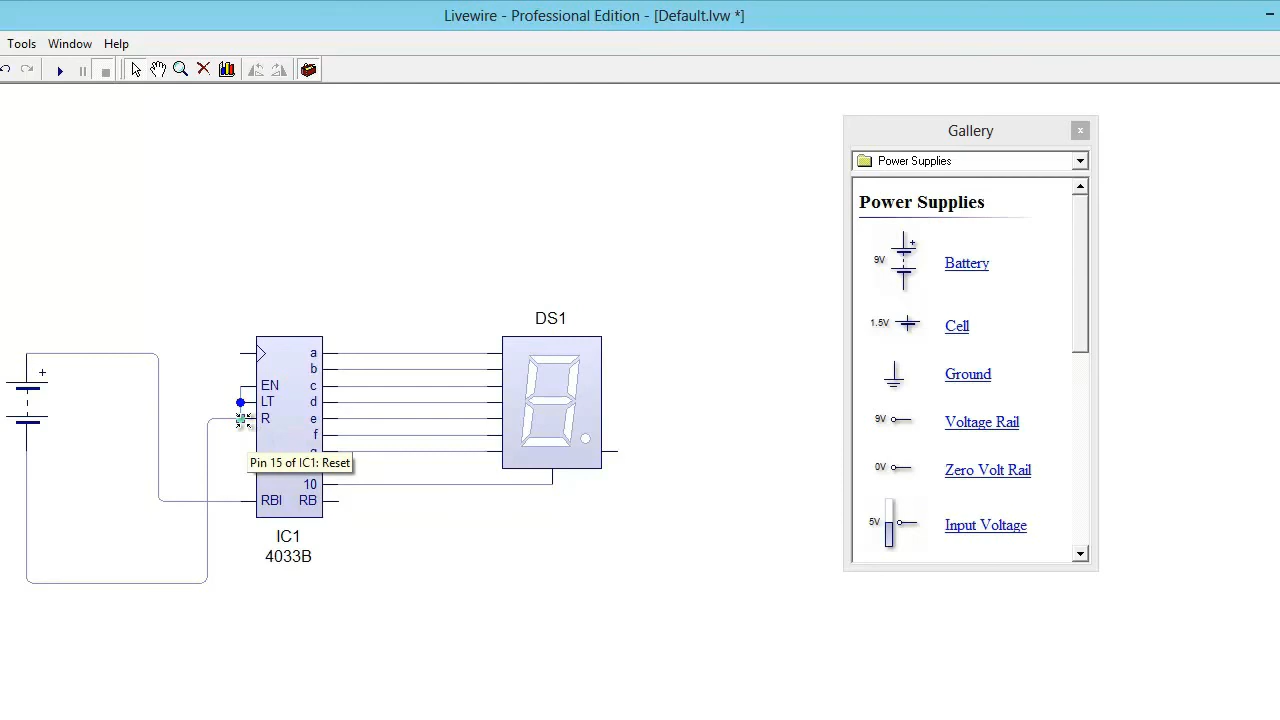 Livewire - Professional Edition - [Default.lvw *]
Tools Window Help
Gallery
Power Supplies
Power Supplies
9V Battery
1.5V Cell
Ground
9V Voltage Rail
0V Zero Volt Rail
5V Input Voltage
DS1
+
+
a
b
EN c
LT d
R e
f
Pin 15 of IC1: Reset
10
RBI RB
IC1
4033B